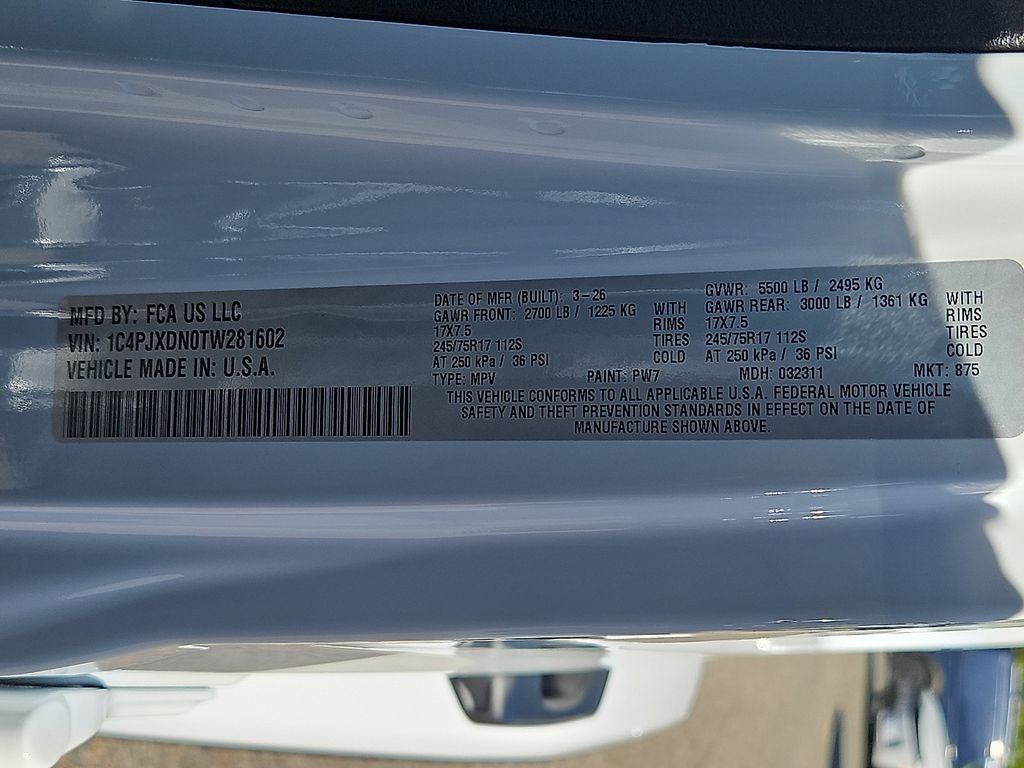 MFD BY: FCA US LLC
VIN: 1C4PJXDN0TW281602
VEHICLE MADE IN: U.S.A.
DATE OF MFR (BUILT): 3-26
GAWR FRONT: 2700 LB / 1225 KG WITH
17X7.5 RIMS
245/75R17 112S TIRES
AT 250 kPa / 36 PSI COLD
GVWR: 5500 LB / 2495 KG
GAWR REAR: 3000 LB / 1361 KG WITH
17X7.5 RIMS
245/75R17 112S TIRES
AT 250 kPa / 36 PSI COLD
TYPE: MPV PAINT: PW7 MDH: 032311 MKT: 875
THIS VEHICLE CONFORMS TO ALL APPLICABLE U.S.A. FEDERAL MOTOR VEHICLE
SAFETY AND THEFT PREVENTION STANDARDS IN EFFECT ON THE DATE OF
MANUFACTURE SHOWN ABOVE.